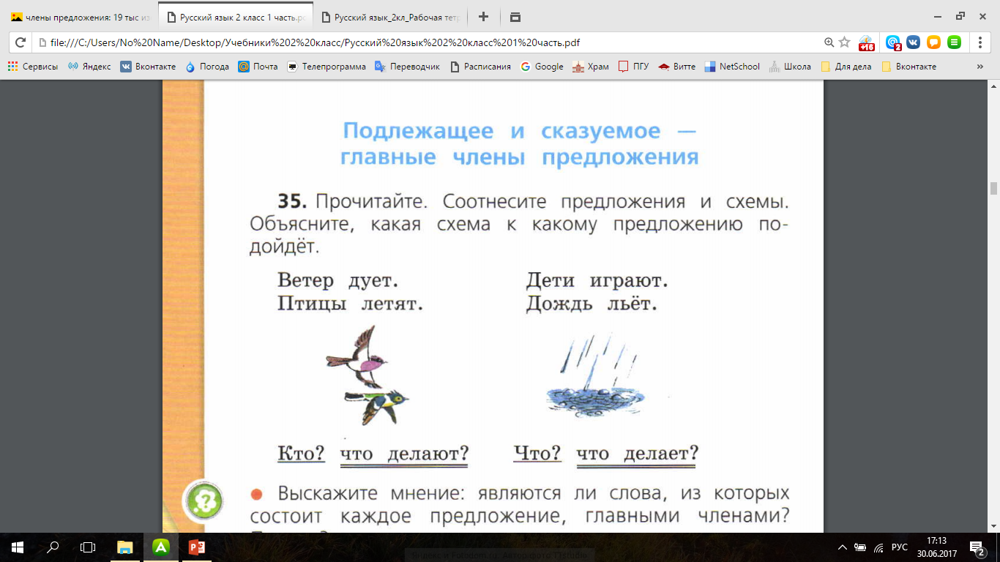 члены предложения: 19 тыс из
Русский язык 2 класс 1 часть.pd
Русский язык_2кл_Рабочая тетр
file:///C:/Users/No%20Name/Desktop/Учебники%202%20класс/Русский%20язык%202%20класс%201%20часть.pdf
+16
2
Сервисы Яндекс Вконтакте Погода Почта Телепрограмма Переводчик Расписания Google Храм ПГУ Витте NetSchool Школа Для дела Вконтакте »
Подлежащее и сказуемое —
главные члены предложения
35. Прочитайте. Соотнесите предложения и схемы.
Объясните, какая схема к какому предложению по-
дойдёт.
Ветер дует. Дети играют.
Птицы летят. Дождь льёт.
Кто? что делают? Что? что делает?
Выскажите мнение: являются ли слова, из которых
состоит каждое предложение, главными членами?
РУС
17:13
30.06.2017
2